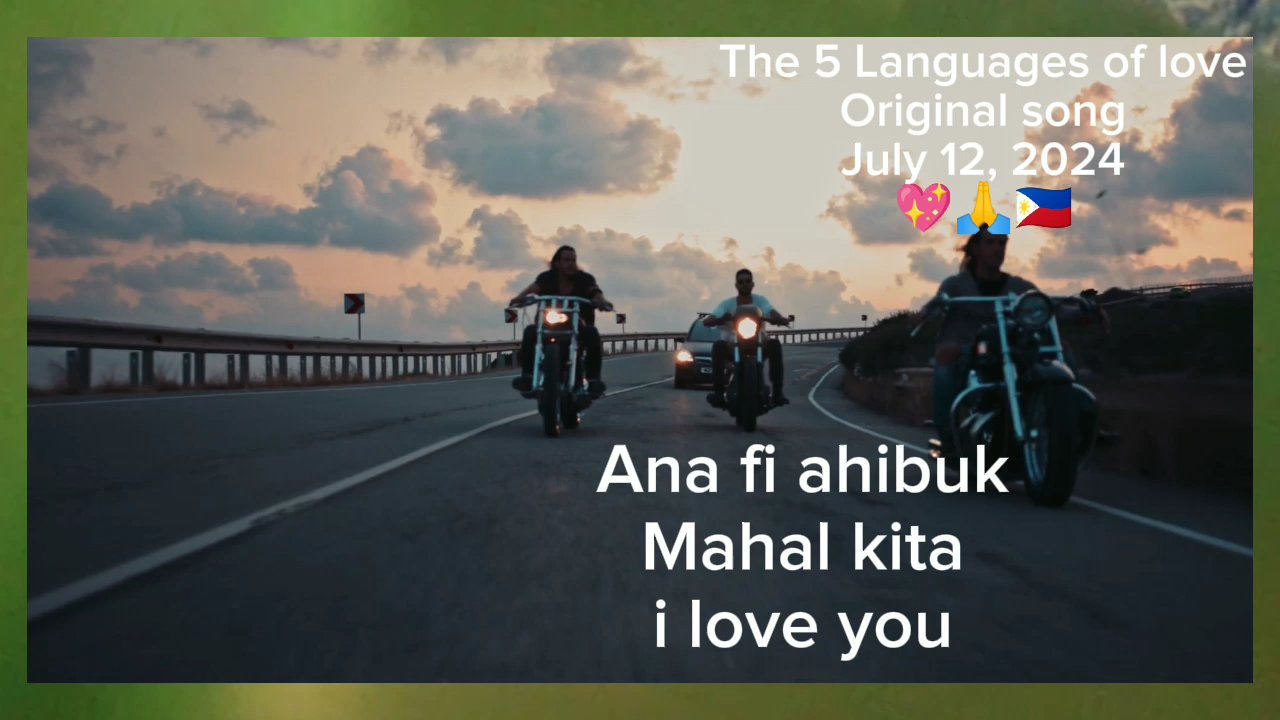 The 5 Languages of love
Original song
July 12, 2024
💖🙏🇵🇭
Ana fi ahibuk
Mahal kita
i love you